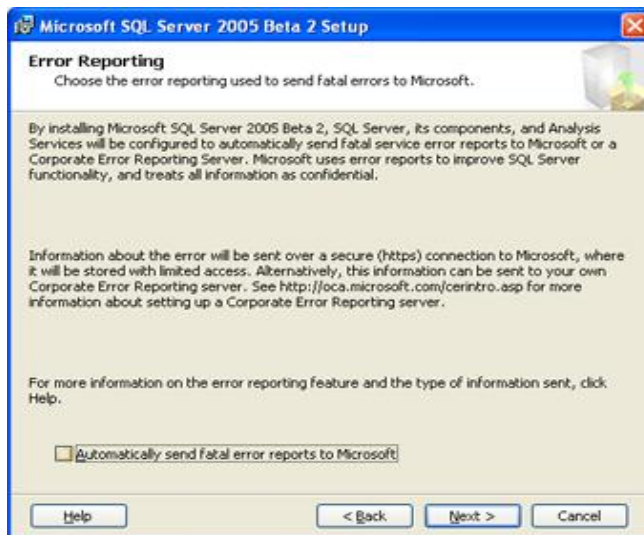 Microsoft SQL Server 2005 Beta 2 Setup
Error Reporting
Choose the error reporting used to send fatal errors to Microsoft.
By installing Microsoft SQL Server 2005 Beta 2, SQL Server, its components, and Analysis
Services will be configured to automatically send fatal service error reports to Microsoft or a
Corporate Error Reporting Server. Microsoft uses error reports to improve SQL Server
functionality, and treats all information as confidential.
Information about the error will be sent over a secure (https) connection to Microsoft, where
it will be stored with limited access. Alternatively, this information can be sent to your own
Corporate Error Reporting server. See http://oca.microsoft.com/cerintro.asp for more
information about setting up a Corporate Error Reporting server.
For more information on the error reporting feature and the type of information sent, click
Help.
Automatically send fatal error reports to Microsoft
Help
< Back
Next >
Cancel